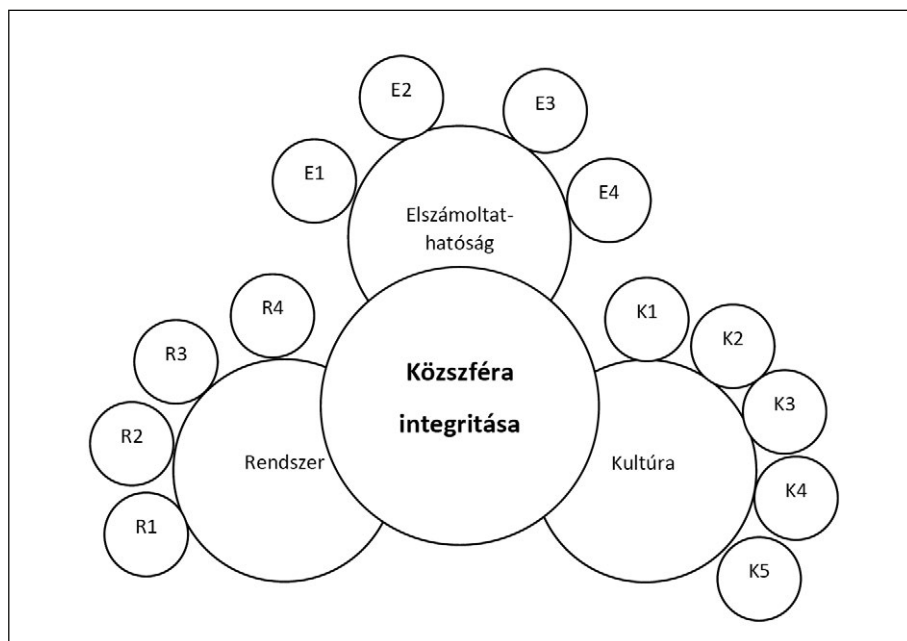 E2
E3
E1
E4
Elszámoltat-
hatóság
R4
K1
R3
K2
Közszféra
integritása
K3
R2
Rendszer
Kultúra
K4
R1
K5